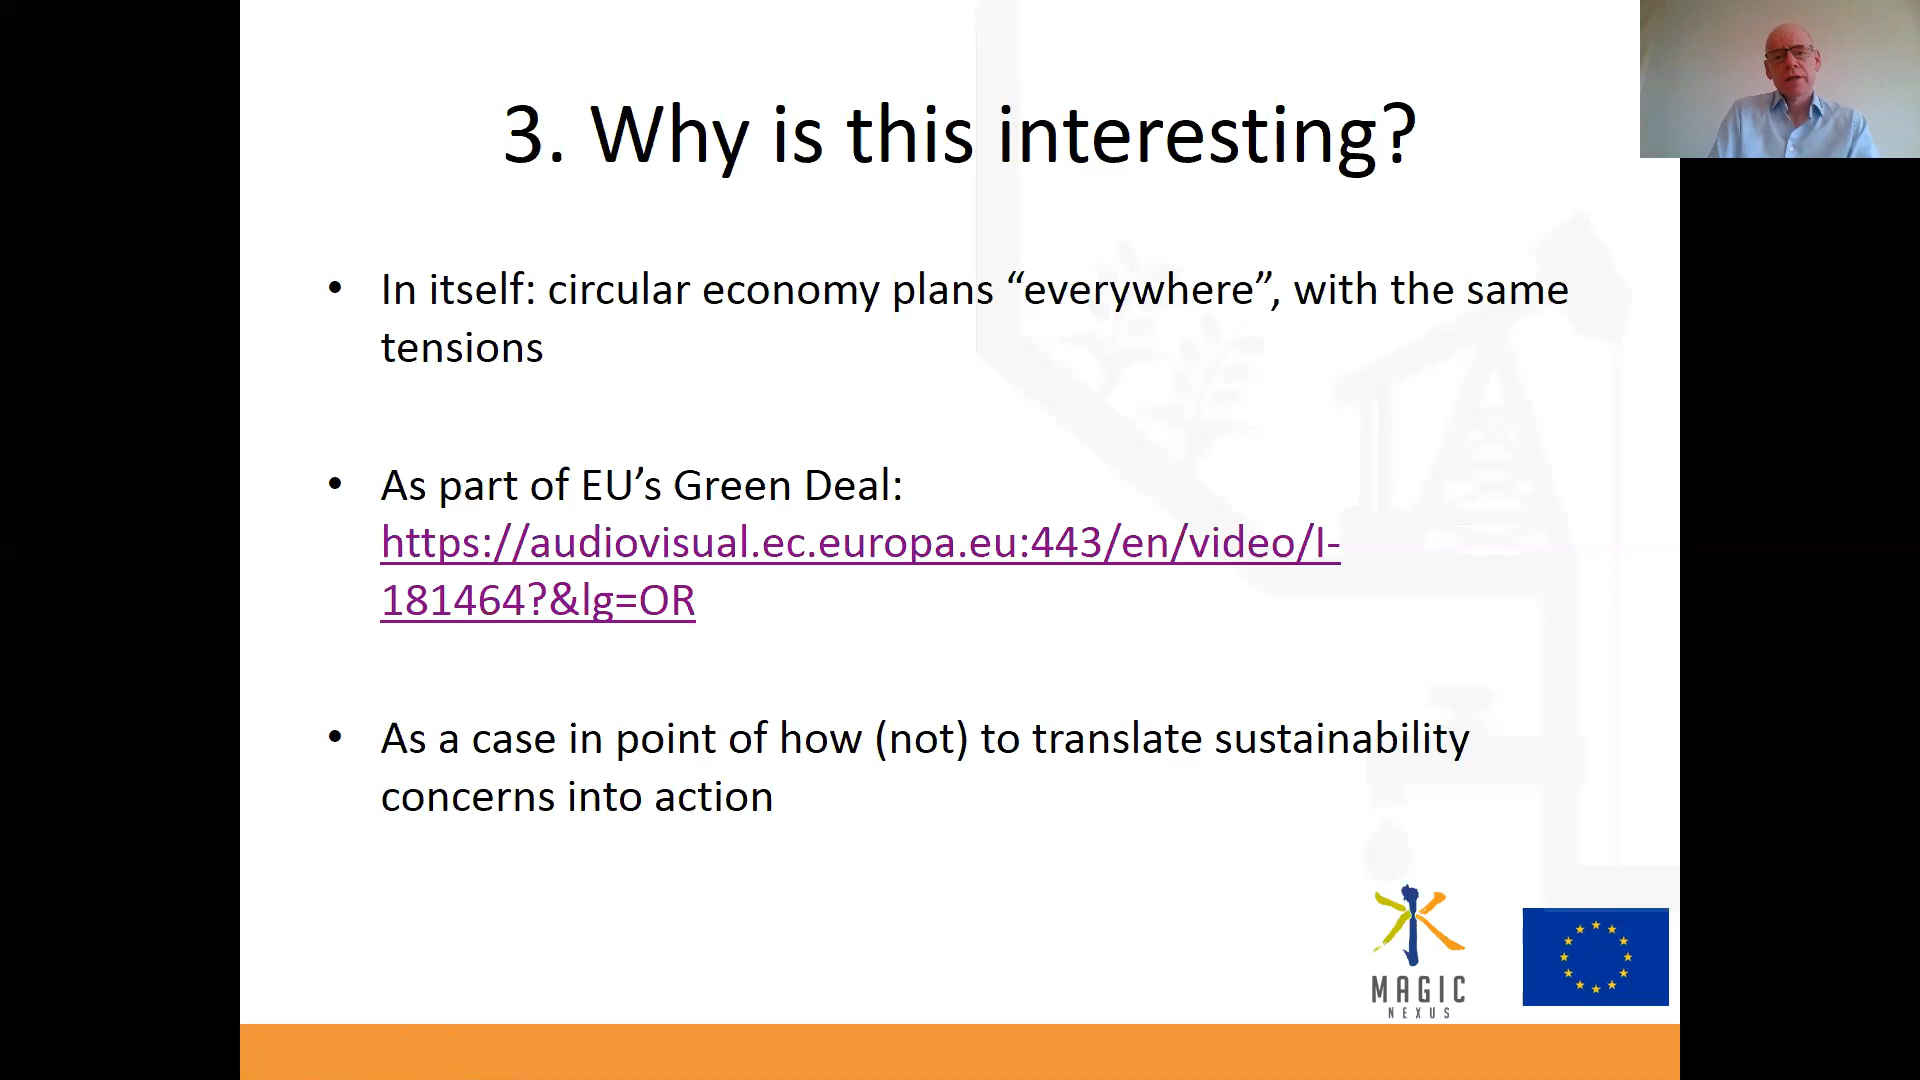 3. Why is this interesting?
• In itself: circular economy plans “everywhere”, with the same
tensions
• As part of EU’s Green Deal:
https://audiovisual.ec.europa.eu:443/en/video/I-
181464?&lg=OR
• As a case in point of how (not) to translate sustainability
concerns into action
MAGIC
NEXUS